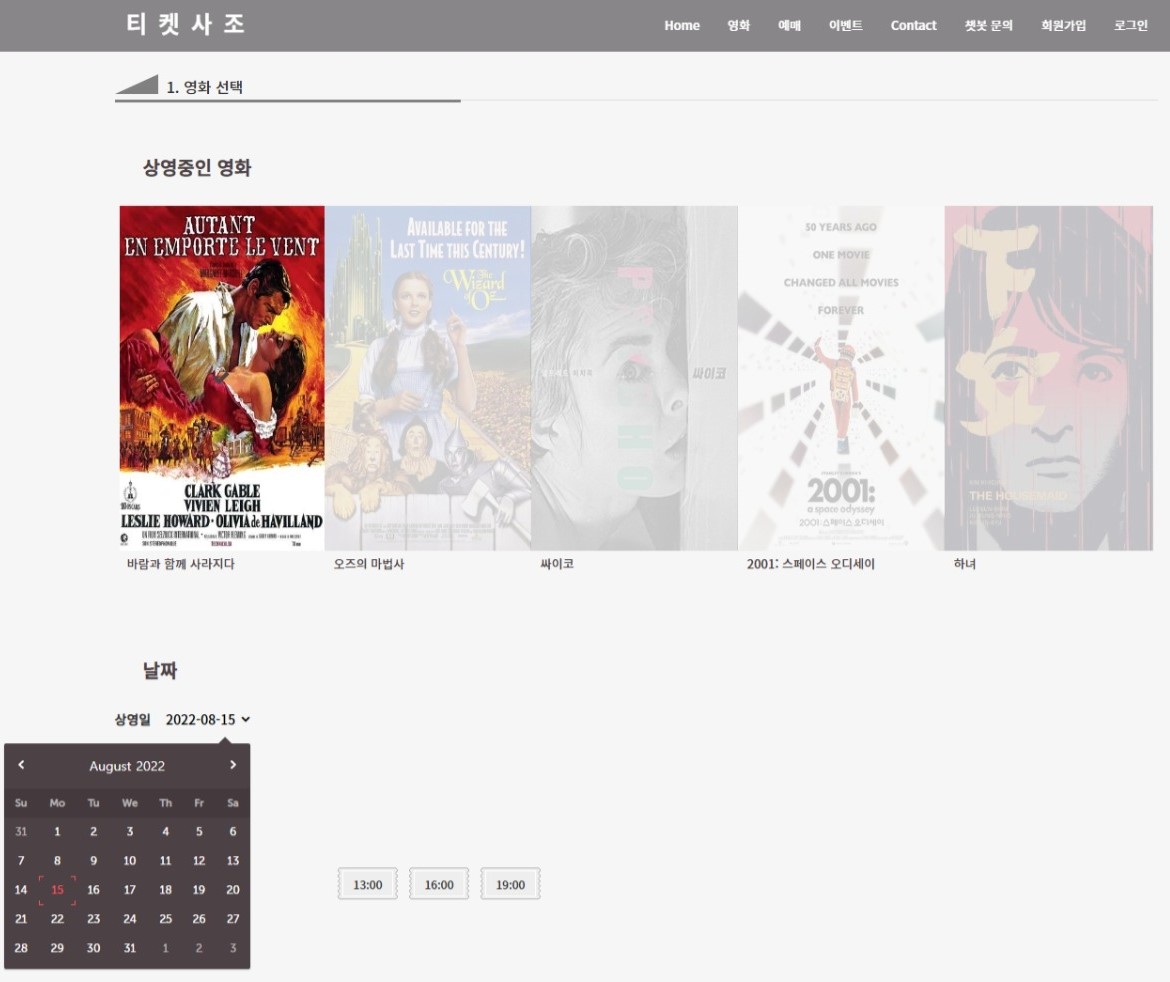 티켓사조
Home 영화 예매 이벤트 Contact 챗봇 문의 회원가입 로그인
1. 영화 선택
상영중인 영화
AUTANT
EN EMPORTE LE VENT
CLARK GABLE
VIVIEN LEIGH
LESLIE HOWARD · OLIVIA de HAVILLAND
AVAILABLE FOR THE
LAST TIME THIS CENTURY!
The
Wizard
of Oz
PSYCHO
싸이코
50 YEARS AGO
ONE MOVIE
CHANGED ALL MOVIES
FOREVER
2001:
a space odyssey
2001: 스페이스 오디세이
하녀
THE HOUSEMAID
바람과 함께 사라지다 오즈의 마법사 싸이코 2001: 스페이스 오디세이 하녀
날짜
상영일 2022-08-15
August 2022
Su Mo Tu We Th Fr Sa
31 1 2 3 4 5 6
7 8 9 10 11 12 13
14 15 16 17 18 19 20
21 22 23 24 25 26 27
28 29 30 31 1 2 3
13:00 16:00 19:00